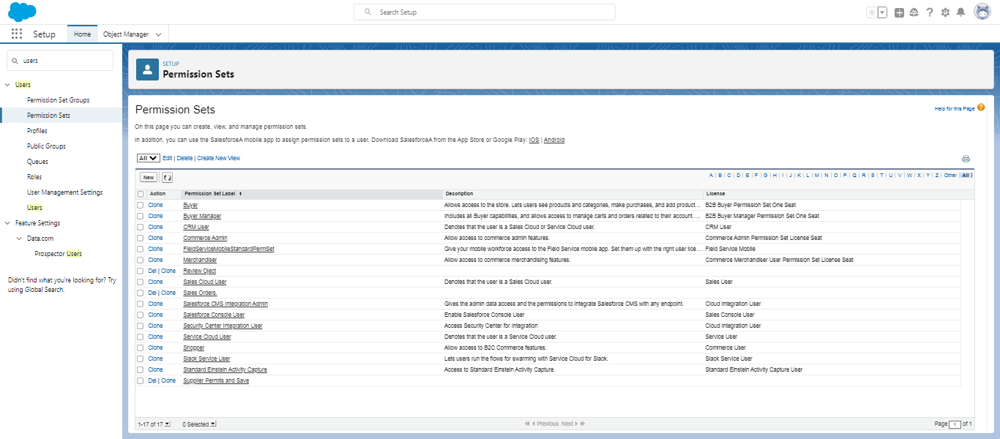 Search Setup
Setup
Home
Object Manager
users
Users
Permission Set Groups
Permission Sets
Profiles
Public Groups
Queues
Roles
User Management Settings
Users
Feature Settings
Data.com
Prospector Users
Didn't find what you're looking for? Try
using Global Search.
SETUP
Permission Sets
Permission Sets
Help for this Page
On this page you can create, view, and manage permission sets.
In addition, you can use the SalesforceA mobile app to assign permission sets to a user. Download SalesforceA from the App Store or Google Play: iOS | Android
All Edit | Delete | Create New View
New A | B | C | D | E | F | G | H | I | J | K | L | M | N | O | P | Q | R | S | T | U | V | W | X | Y | Z | Other | All
Action Permission Set Label ↑ Description License
Clone Buyer Allows access to the store. Lets users see products and categories, make purchases, and add product... B2B Buyer Permission Set One Seat
Clone Buyer Manager Includes all Buyer capabilities, and allows access to manage carts and orders related to their account. ... B2B Buyer Manager Permission Set One Seat
Clone CRM User Denotes that the user is a Sales Cloud or Service Cloud user. CRM User
Clone Commerce Admin Allow access to commerce admin features. Commerce Admin Permission Set License Seat
Clone FieldServiceMobileStandardPermSet Give your mobile workforce access to the Field Service mobile app. Set them up with the right user lice... Field Service Mobile
Clone Merchandiser Allow access to commerce merchandising features. Commerce Merchandiser User Permission Set License Seat
Del | Clone Review Oject
Clone Sales Cloud User Denotes that the user is a Sales Cloud user. Sales User
Del | Clone Sales Orders.
Clone Salesforce CMS Integration Admin Gives the admin data access and the permissions to integrate Salesforce CMS with any endpoint. Cloud Integration User
Clone Salesforce Console User Enable Salesforce Console User Sales Console User
Clone Security Center Integration User Access Security Center for Integration Cloud Integration User
Clone Service Cloud User Denotes that the user is a Service Cloud user. Service User
Clone Shopper Allow access to B2C Commerce features. Commerce User
Clone Slack Service User Lets users run the flows for swarming with Service Cloud for Slack. Slack Service User
Clone Standard Einstein Activity Capture Access to Standard Einstein Activity Capture Standard Einstein Activity Capture User
Del | Clone Supplier Permits and Save
1-17 of 17 0 Selected Previous Next Page 1 of 1